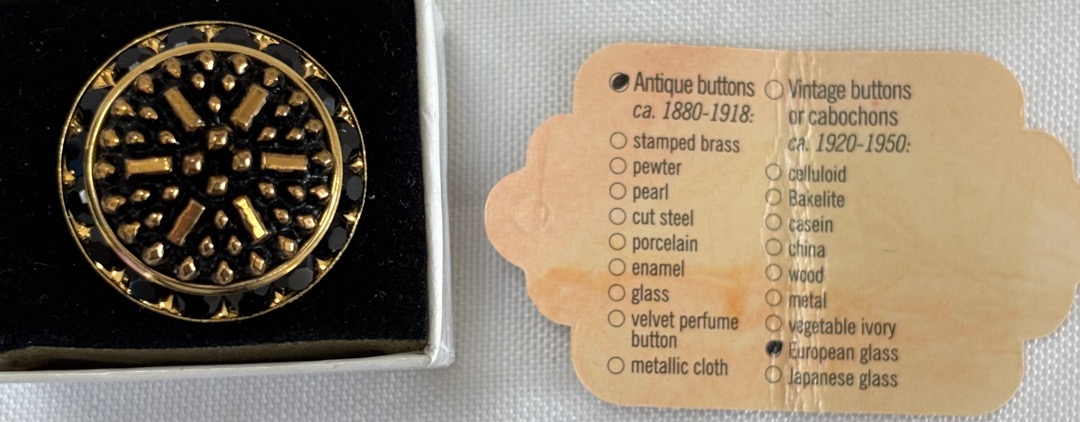 Antique buttons
ca. 1880-1918:
stamped brass
pewter
pearl
cut steel
porcelain
enamel
glass
velvet perfume
button
metallic cloth
Vintage buttons
or cabochons
ca. 1920-1950:
celluloid
Bakelite
casein
china
wood
metal
vegetable ivory
European glass
Japanese glass